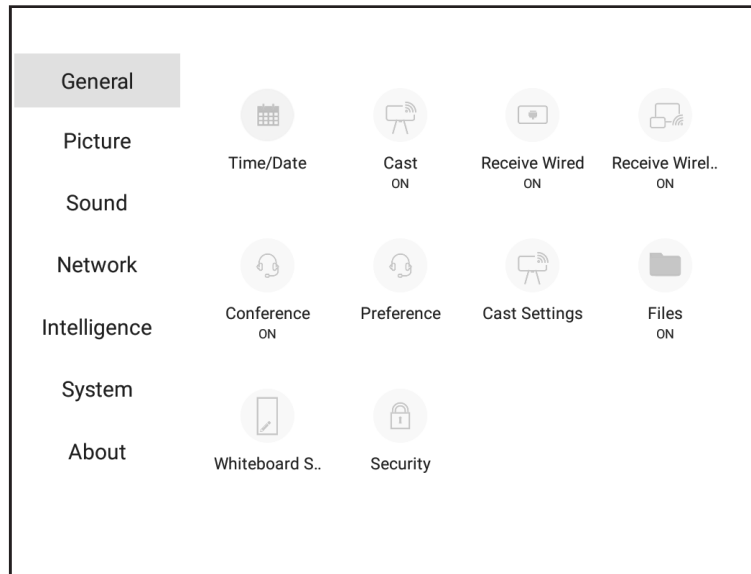 General
Picture
Sound
Network
Intelligence
System
About
Time/Date
Cast
ON
Receive Wired
ON
Receive Wirel..
ON
Conference
ON
Preference
Cast Settings
Files
ON
Whiteboard S..
Security